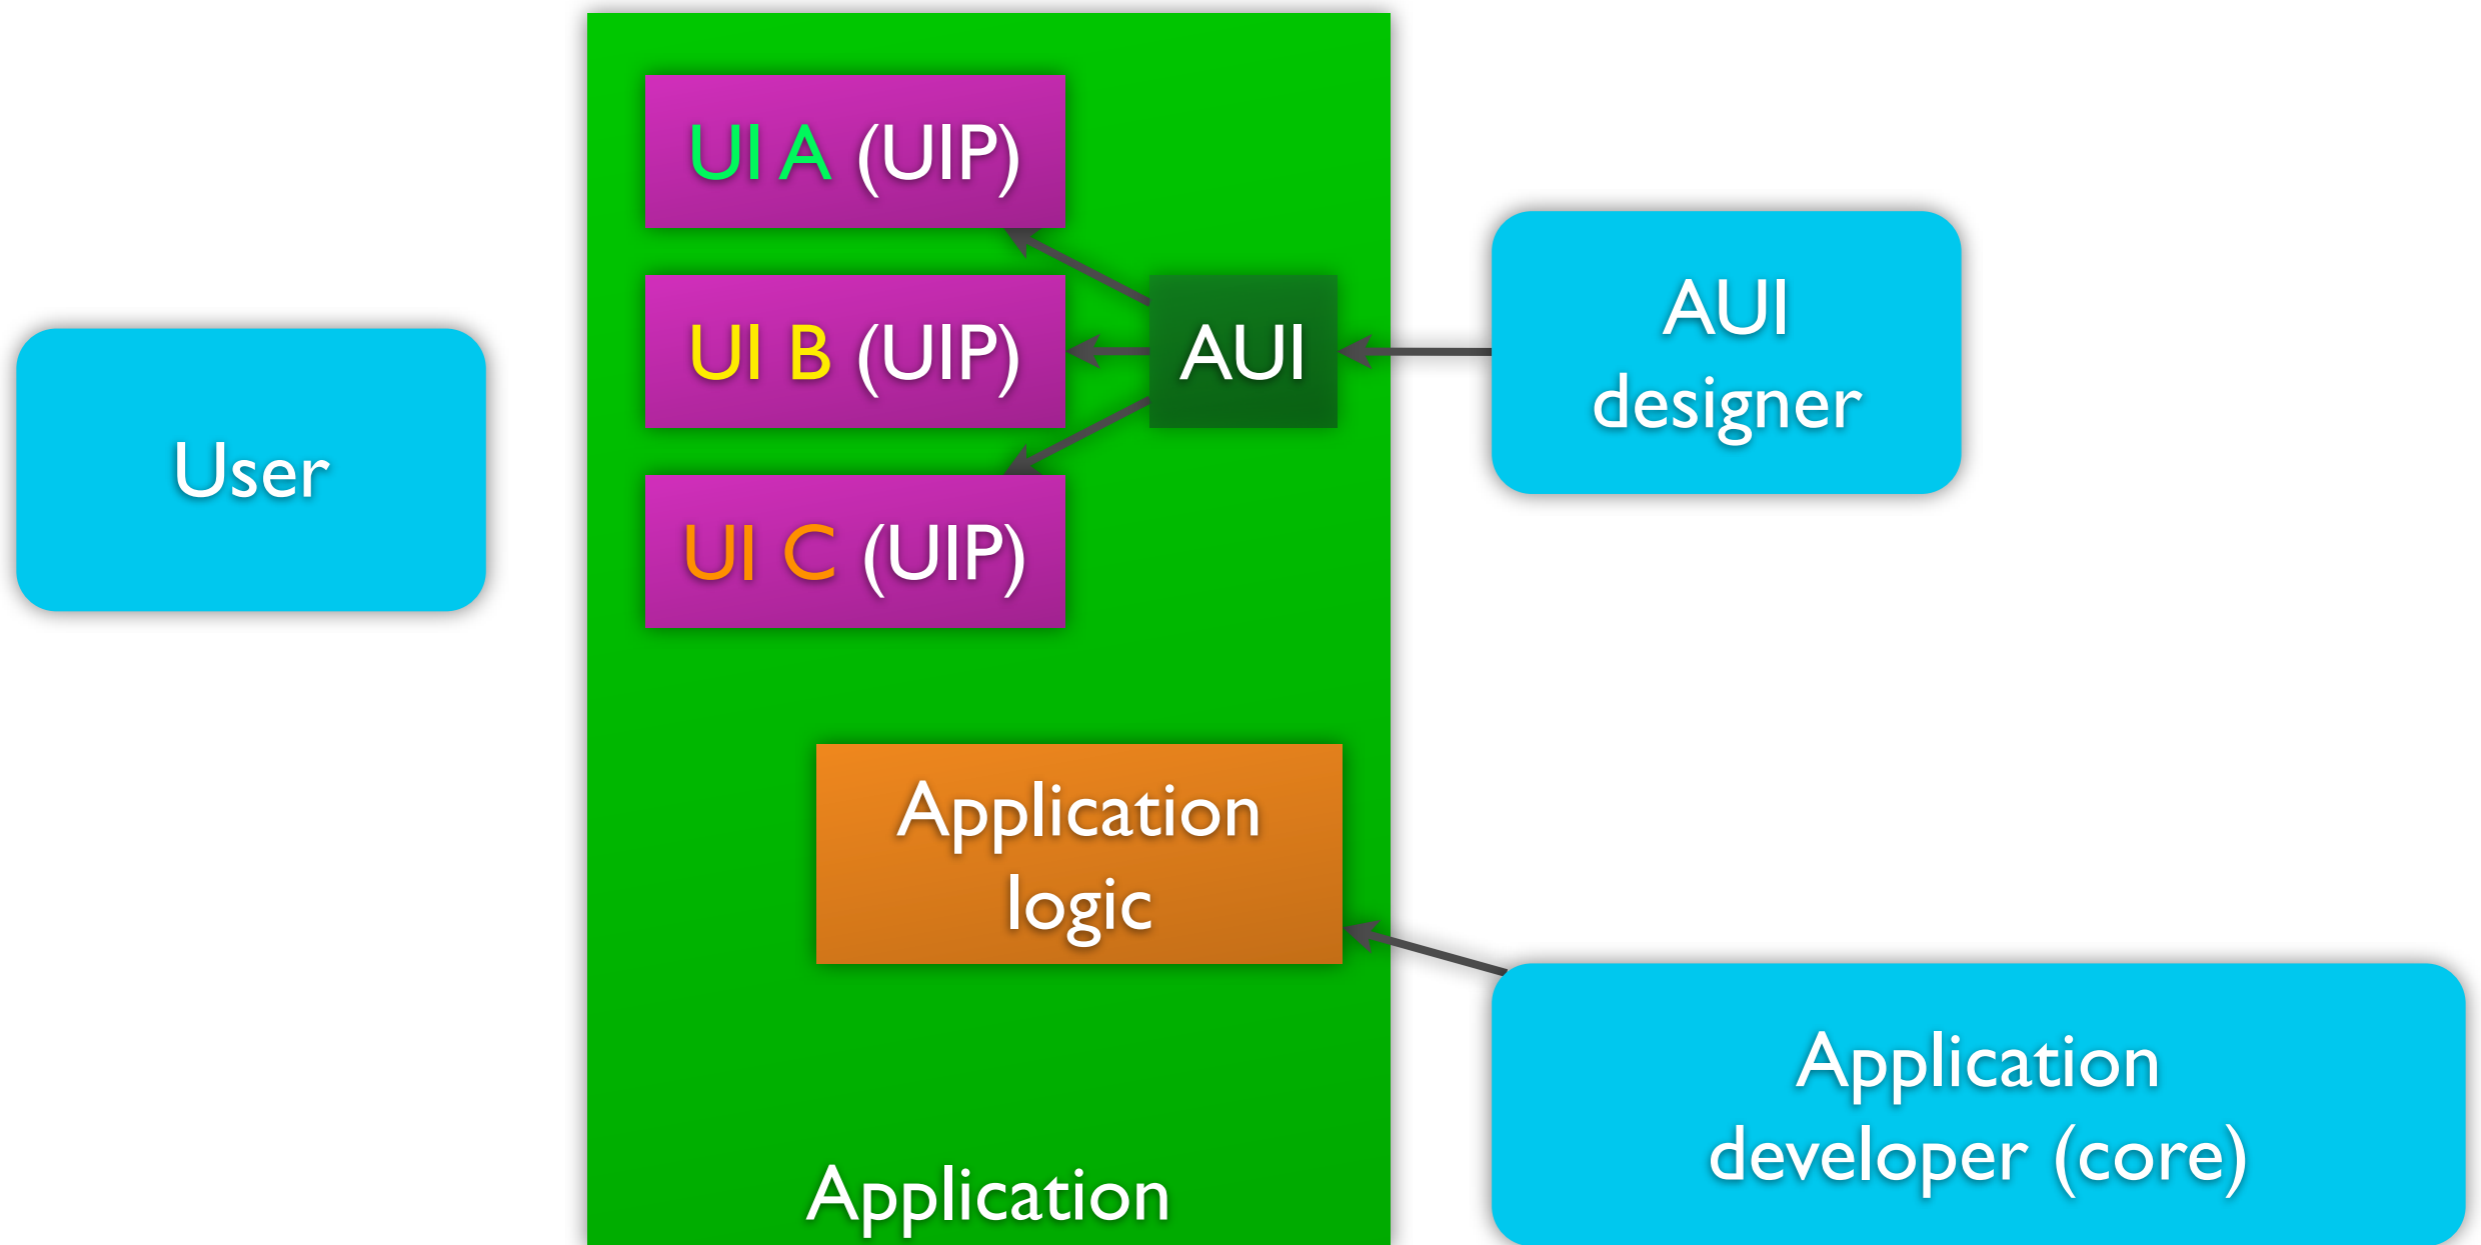 UI A (UIP)
UI B (UIP)
UI C (UIP)
AUI
AUI
designer
User
Application
logic
Application
developer (core)
Application